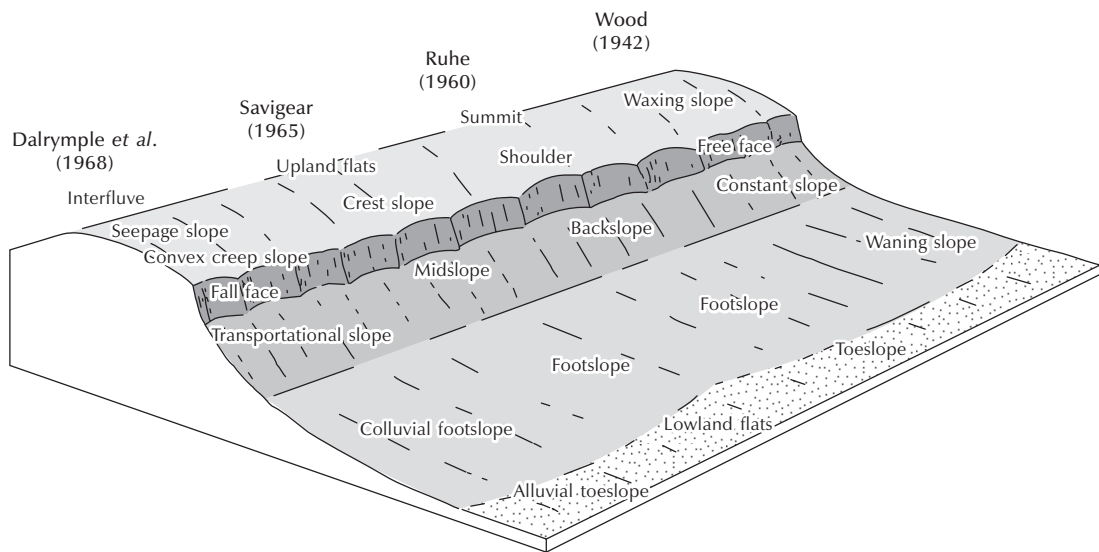 Wood
(1942)
Ruhe
(1960)
Savigear
(1965)
Dalrymple et al.
(1968)
Waxing slope
Summit
Free face
Shoulder
Upland flats
Constant slope
Interfluve
Crest slope
Backslope
Seepage slope
Waning slope
Convex creep slope
Midslope
Fall face
Footslope
Transportational slope
Toeslope
Footslope
Lowland flats
Colluvial footslope
Alluvial toeslope